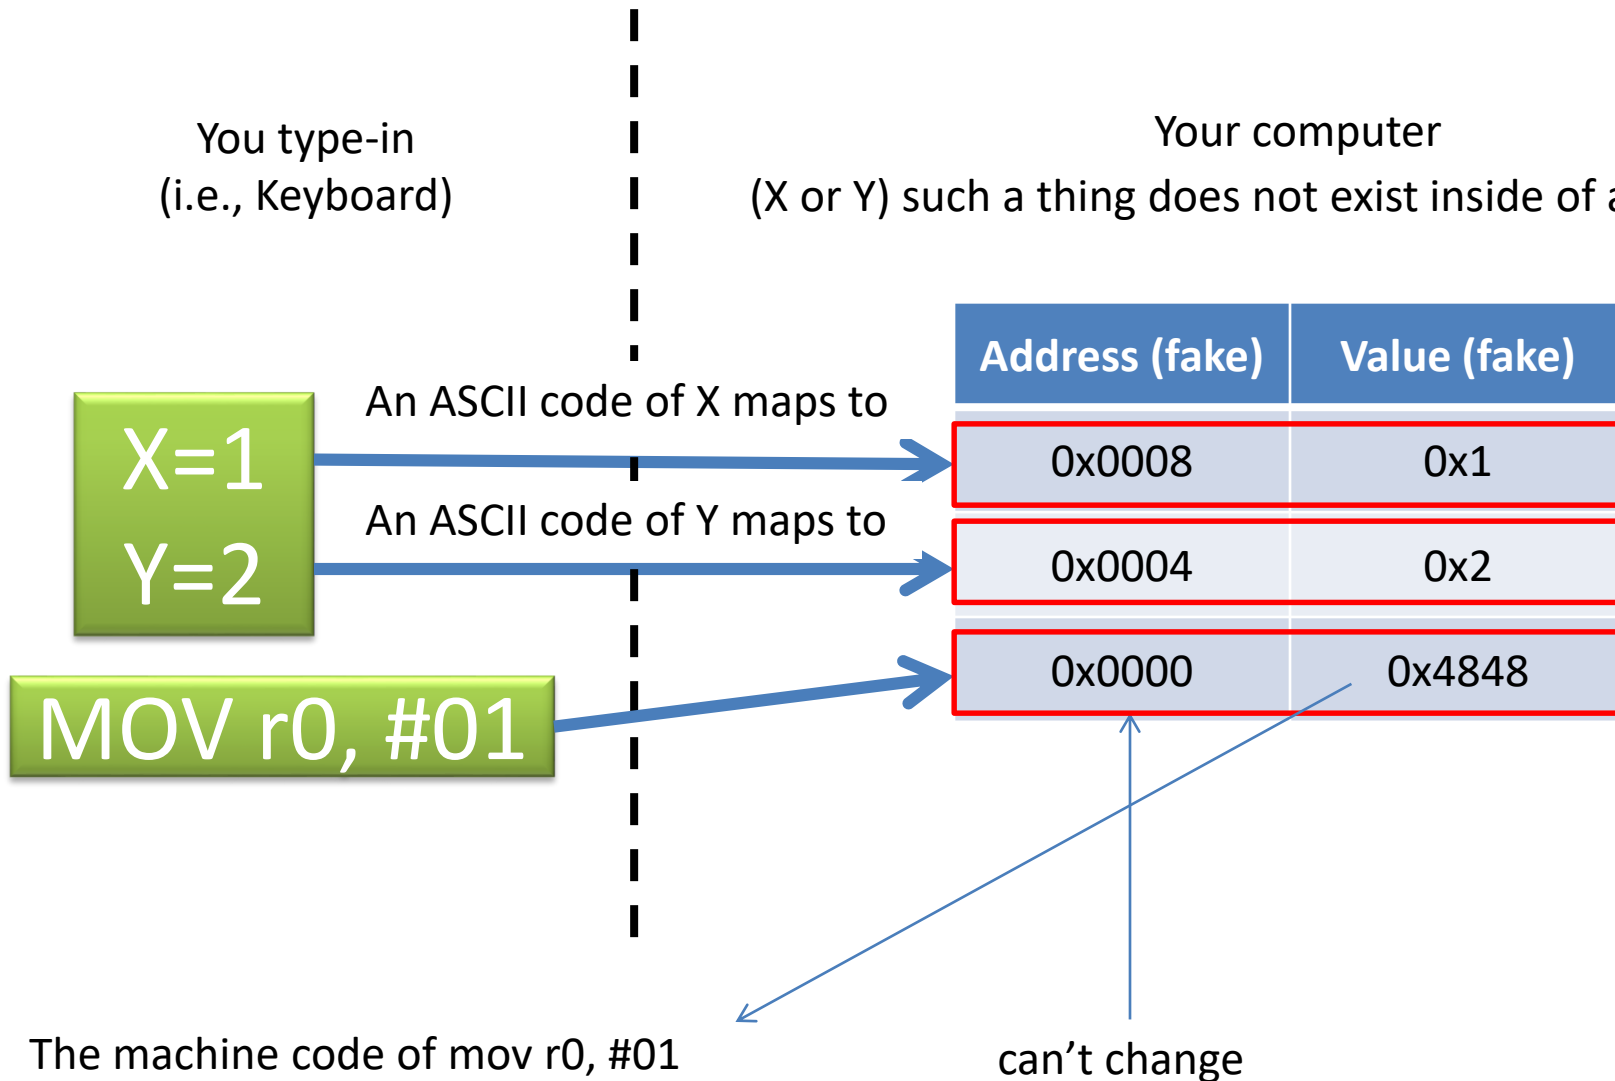 You type-in
(i.e., Keyboard)
Your computer
(X or Y) such a thing does not exist inside of a
Address (fake) Value (fake)
An ASCII code of X maps to
X=1
0x0008 0x1
An ASCII code of Y maps to
Y=2
0x0004 0x2
MOV r0, #01
0x0000 0x4848
The machine code of mov r0, #01
can’t change